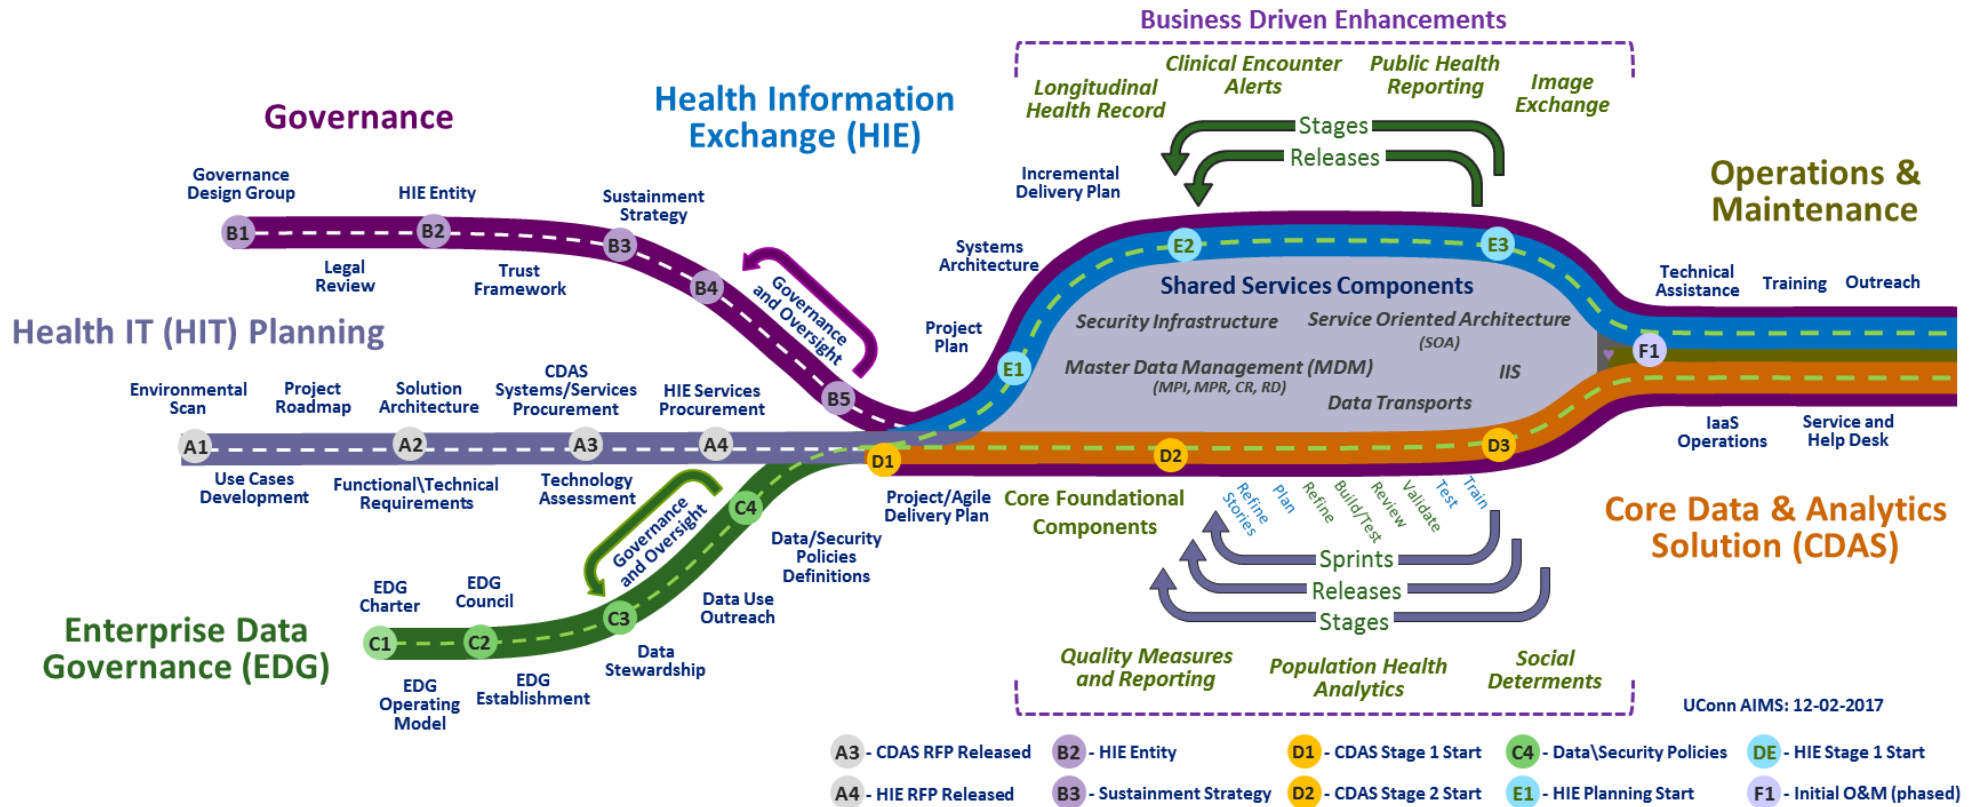 Business Driven Enhancements
Longitudinal
Health Record
Clinical Encounter
Alerts
Public Health
Reporting
Image
Exchange
Stages
Releases
Governance
Health Information
Exchange (HIE)
Governance
Design Group
HIE Entity
Sustainment
Strategy
Incremental
Delivery Plan
Operations &
Maintenance
B1
B2
B3
B4
B5
Legal
Review
Trust
Framework
Governance
and Oversight
Systems
Architecture
Project
Plan
E1
E2
E3
Shared Services Components
Security Infrastructure
Service Oriented Architecture
(SOA)
Master Data Management (MDM)
(MPI, MPR, CR, RD)
IIS
Data Transports
Technical
Assistance
Training
Outreach
F1
Health IT (HIT) Planning
Environmental
Scan
Project
Roadmap
Solution
Architecture
CDAS
Systems/Services
Procurement
HIE Services
Procurement
A1
A2
A3
A4
D1
D2
D3
Use Cases
Development
Functional\Technical
Requirements
Technology
Assessment
Governance
and Oversight
Project/Agile
Delivery Plan
Core Foundational
Components
Refine
Stories
Plan
Refine
Build/Test
Review
Validate
Test
Train
Sprints
Releases
Stages
IaaS
Operations
Service and
Help Desk
Core Data & Analytics
Solution (CDAS)
Enterprise Data
Governance (EDG)
EDG
Charter
EDG
Council
C1
C2
C3
C4
Data/Security
Policies
Definitions
Data Use
Outreach
Data
Stewardship
EDG
Operating
Model
EDG
Establishment
Quality Measures
and Reporting
Population Health
Analytics
Social
Determents
UConn AIMS: 12-02-2017
A3 - CDAS RFP Released
B2 - HIE Entity
D1 - CDAS Stage 1 Start
C4 - Data\Security Policies
DE - HIE Stage 1 Start
A4 - HIE RFP Released
B3 - Sustainment Strategy
D2 - CDAS Stage 2 Start
E1 - HIE Planning Start
F1 - Initial O&M (phased)